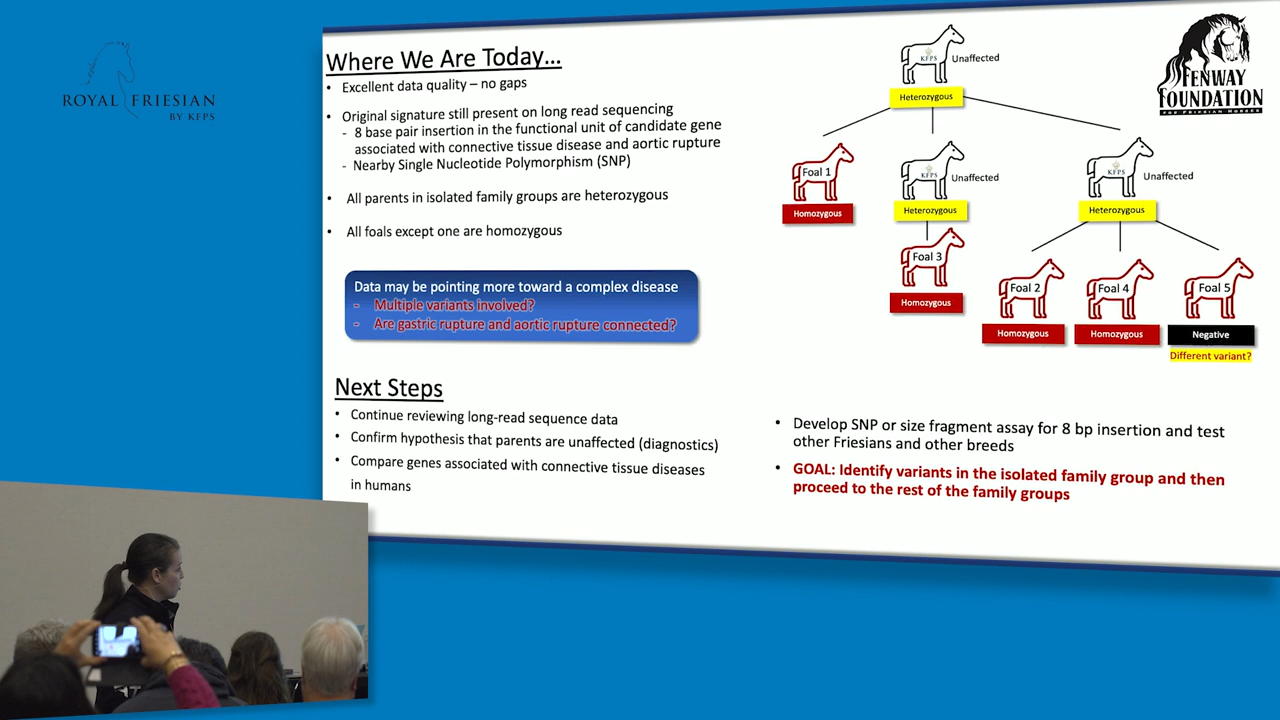 ROYAL FRIESIAN
BY KFPS
Where We Are Today...
• Excellent data quality – no gaps
• Original signature still present on long read sequencing
- 8 base pair insertion in the functional unit of candidate gene
associated with connective tissue disease and aortic rupture
- Nearby Single Nucleotide Polymorphism (SNP)
• All parents in isolated family groups are heterozygous
• All foals except one are homozygous
Data may be pointing more toward a complex disease
- Multiple variants involved?
- Are gastric rupture and aortic rupture connected?
Next Steps
• Continue reviewing long-read sequence data
• Confirm hypothesis that parents are unaffected (diagnostics)
• Compare genes associated with connective tissue diseases
in humans
KFPS
Unaffected
Heterozygous
FENWAY
FOUNDATION
FOR FRIESIAN HORSES
Foal 1
Homozygous
KFPS
Unaffected
Heterozygous
KFPS
Unaffected
Heterozygous
Foal 3
Homozygous
Foal 2
Homozygous
Foal 4
Homozygous
Foal 5
Negative
Different variant?
• Develop SNP or size fragment assay for 8 bp insertion and test
other Friesians and other breeds
• GOAL: Identify variants in the isolated family group and then
proceed to the rest of the family groups